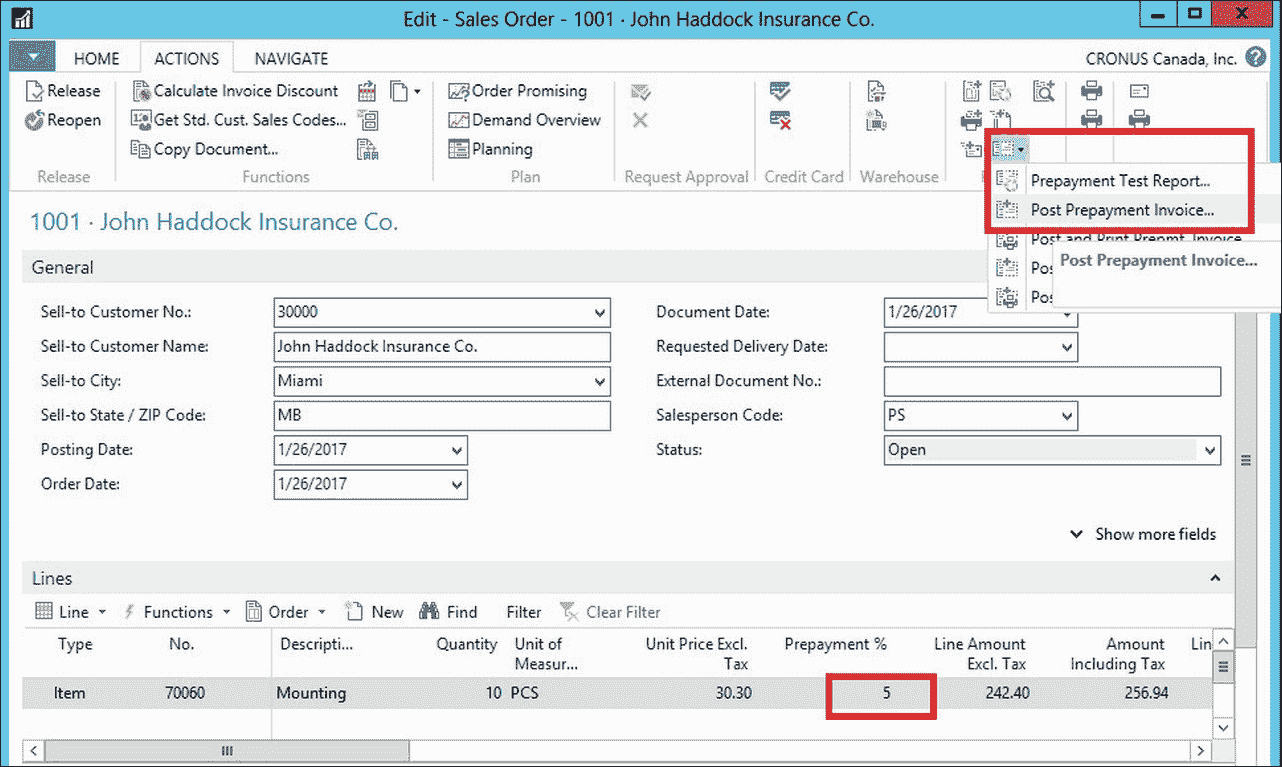 Edit - Sales Order - 1001 · John Haddock Insurance Co.
HOME ACTIONS NAVIGATE CRONUS Canada, Inc.
Release Calculate Invoice Discount Order Promising
Reopen Get Std. Cust. Sales Codes... Demand Overview
Copy Document... Planning
Release Functions Plan Request Approval Credit Card Warehouse
Prepayment Test Report...
Post Prepayment Invoice...
Post and Print Prepmt. Invoice
Post Prepayment Invoice...
1001 · John Haddock Insurance Co.
General
Sell-to Customer No.: 30000 Document Date: 1/26/2017
Sell-to Customer Name: John Haddock Insurance Co. Requested Delivery Date:
Sell-to City: Miami External Document No.:
Sell-to State / ZIP Code: MB Salesperson Code: PS
Posting Date: 1/26/2017 Status: Open
Order Date: 1/26/2017
Show more fields
Lines
Line Functions Order New Find Filter Clear Filter
Type No. Descripti... Quantity Unit of Unit Price Excl. Prepayment % Line Amount Amount Lin
Measur... Tax Excl. Tax Including Tax
Item 70060 Mounting 10 PCS 30.30 5 242.40 256.94